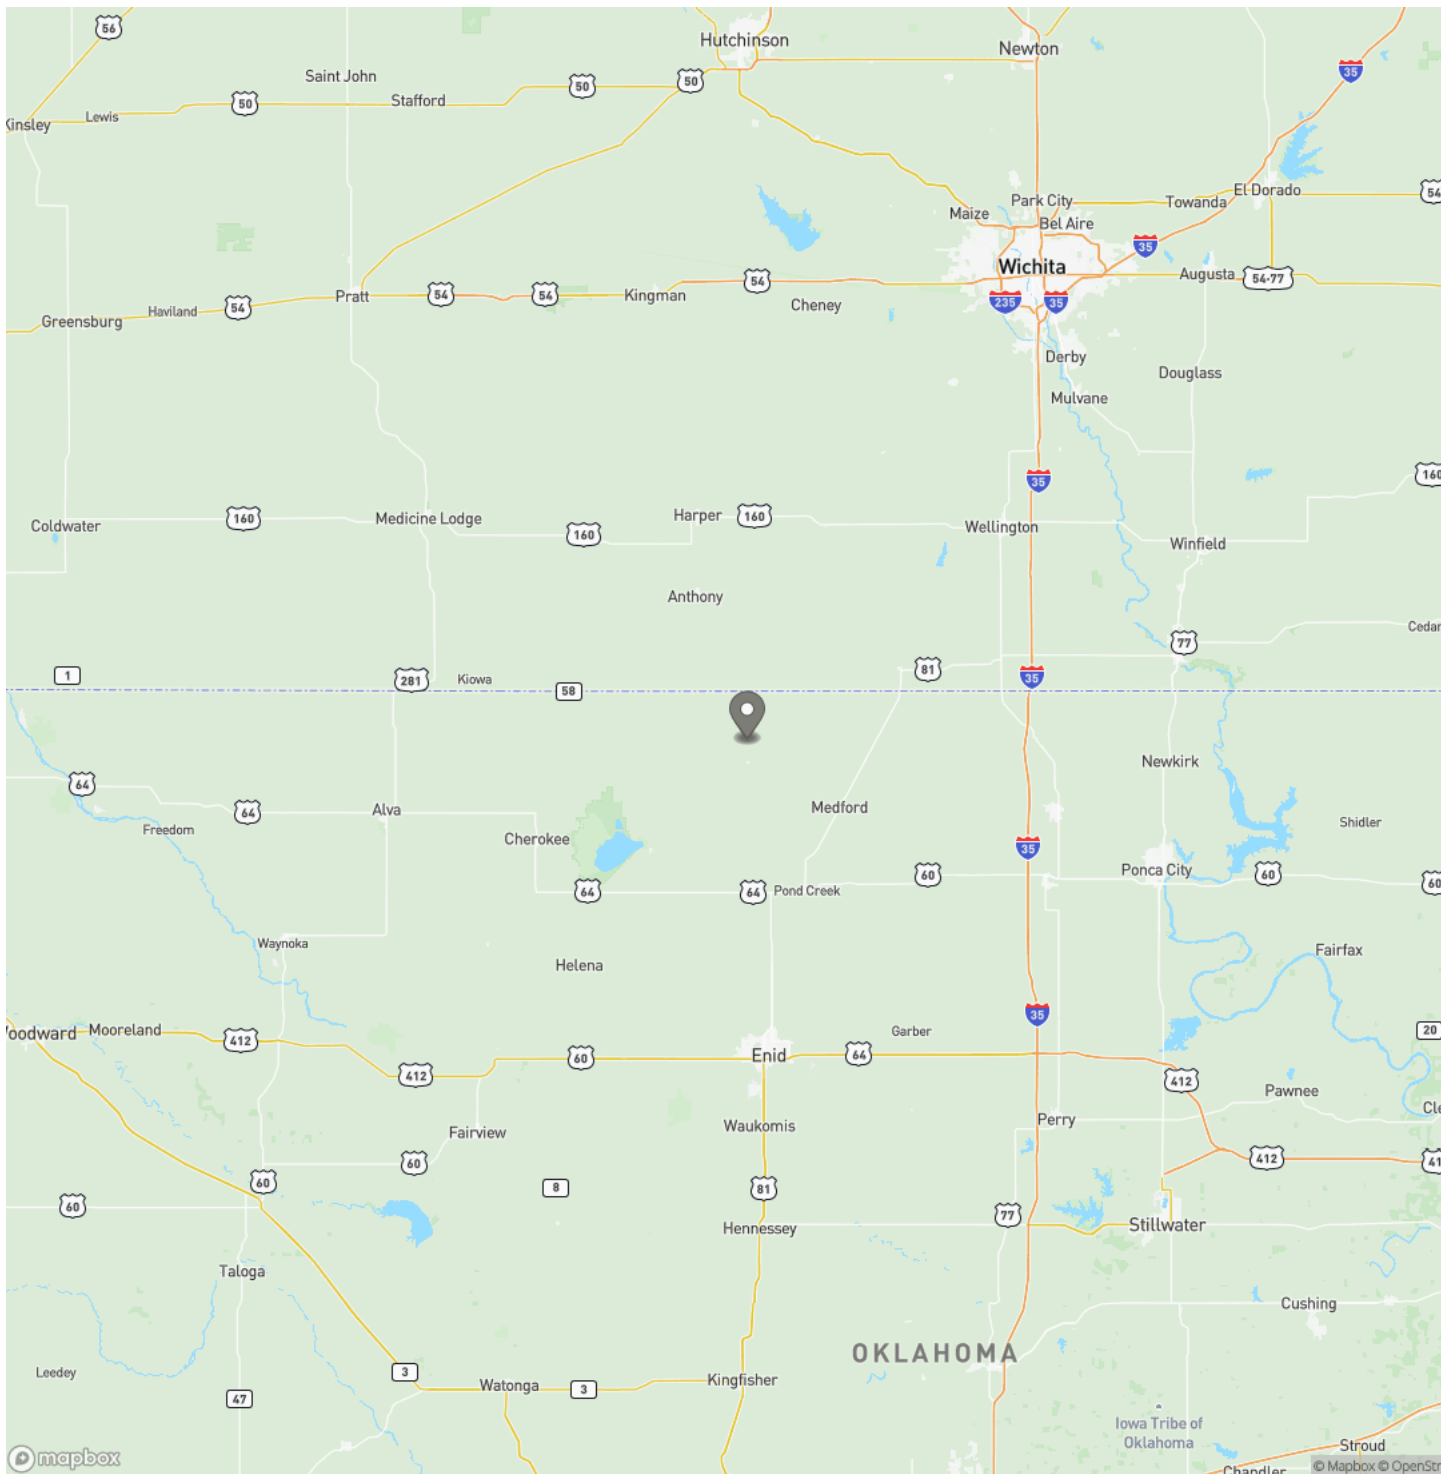 56
Hutchinson
Newton
Saint John
50
50
35
50
Stafford
Lewis
Kinsley
El Dorado
54
Park City
Towanda
Maize
Bel Aire
35
Wichita
Augusta
54-77
54
Pratt
54
54
Kingman
54
Cheney
235
35
Haviland
Greensburg
Derby
Douglass
Mulvane
35
160
Coldwater
160
Medicine Lodge
160
Harper
160
Wellington
Winfield
Anthony
Cedar
77
1
281
Kiowa
58
81
35
64
64
Alva
Freedom
Cherokee
Medford
Newkirk
Shidler
35
64
64
Pond Creek
60
Ponca City
60
60
Waynoka
Helena
Fairfax
35
Woodward
Mooreland
412
412
60
Enid
64
Garber
20
412
Pawnee
Cle
Waukomis
Perry
Fairview
60
60
60
8
81
77
412
41
Hennessey
Stillwater
Taloga
Cushing
OKLAHOMA
Leedey
3
47
Watonga
3
Kingfisher
Iowa Tribe of
Oklahoma
Stroud
Chandler
mapbox
© Mapbox © OpenStr